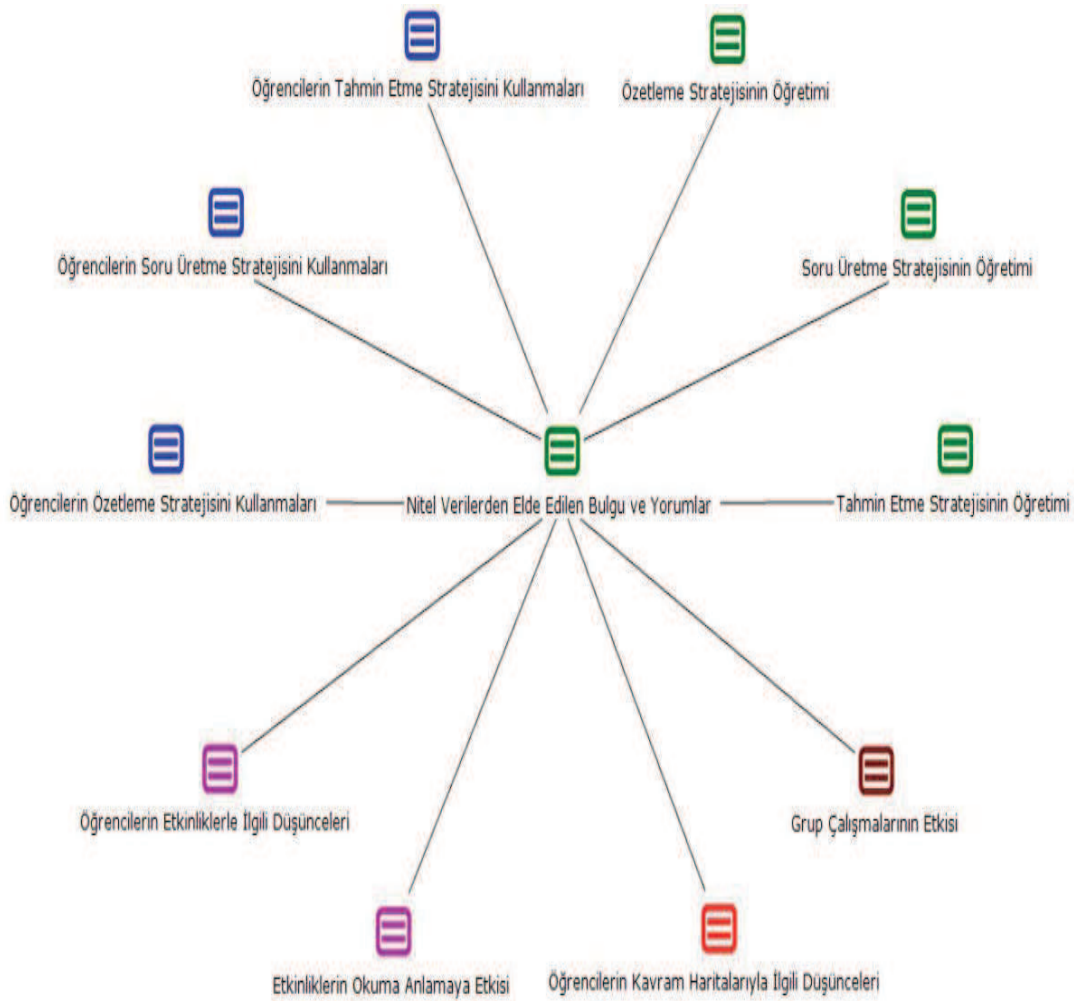 Öğrencilerin Tahmin Etme Stratejisini Kullanmaları
Özetleme Stratejisinin Öğretimi
Öğrencilerin Soru Üretme Stratejisini Kullanmaları
Soru Üretme Stratejisinin Öğretimi
Öğrencilerin Özetleme Stratejisini Kullanmaları
Nitel Verilerden Elde Edilen Bulgu ve Yorumlar
Tahmin Etme Stratejisinin Öğretimi
Öğrencilerin Etkinliklerle İlgili Düşünceleri
Grup Çalışmalarının Etkisi
Etkinliklerin Okuma Anlamaya Etkisi
Öğrencilerin Kavram Haritalarıyla İlgili Düşünceleri